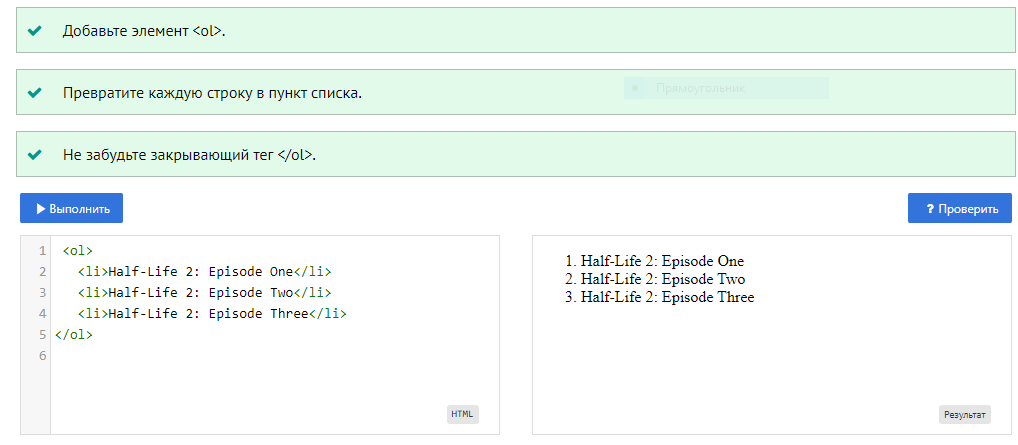 Добавьте элемент <ol>.
Превратите каждую строку в пункт списка.
Прямоугольник
Не забудьте закрывающий тег </ol>.
Выполнить
? Проверить
1 <ol>
2 <li>Half-Life 2: Episode One</li>
3 <li>Half-Life 2: Episode Two</li>
4 <li>Half-Life 2: Episode Three</li>
5 </ol>
6
HTML
1. Half-Life 2: Episode One
2. Half-Life 2: Episode Two
3. Half-Life 2: Episode Three
Результат